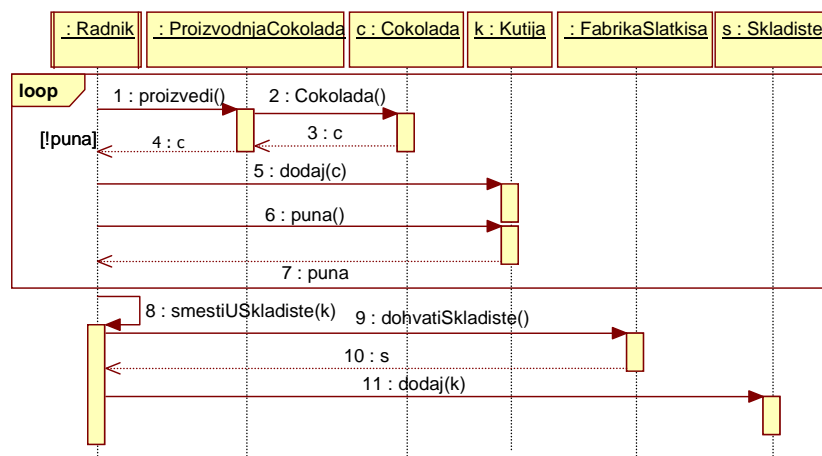 : Radnik
: ProizvodnjaCokolada
c : Cokolada
k : Kutija
: FabrikaSlatkisa
s : Skladiste
loop
1 : proizvedi()
2 : Cokolada()
[!puna]
3 : c
4 : c
5 : dodaj(c)
6 : puna()
7 : puna
8 : smestiUSkladiste(k)
9 : dohvatiSkladiste()
10 : s
11 : dodaj(k)